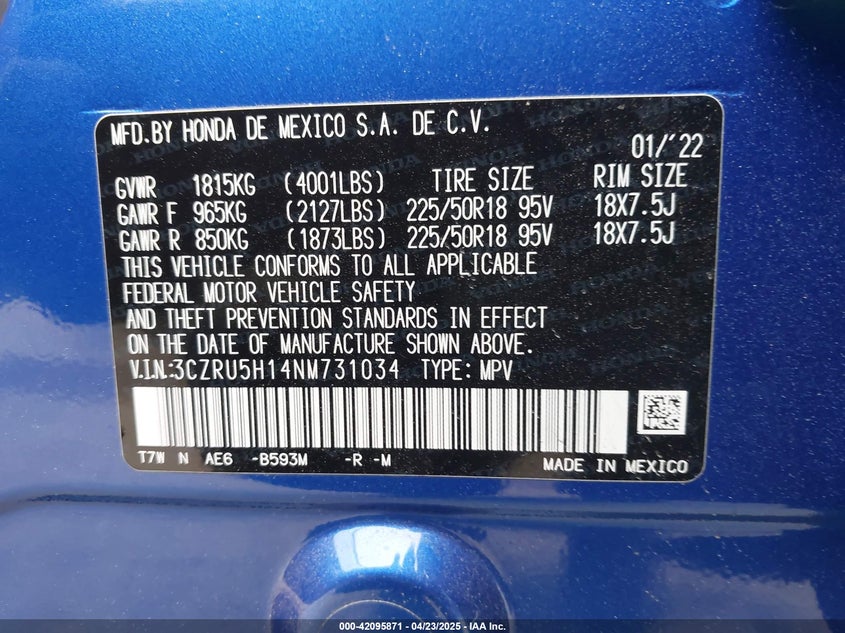 MFD.BY HONDA DE MEXICO S.A. DE C.V.
01/'22
GVWR 1815KG (4001LBS) TIRE SIZE RIM SIZE
GAWR F 965KG (2127LBS) 225/50R18 95V 18X7.5J
GAWR R 850KG (1873LBS) 225/50R18 95V 18X7.5J
THIS VEHICLE CONFORMS TO ALL APPLICABLE
FEDERAL MOTOR VEHICLE SAFETY
AND THEFT PREVENTION STANDARDS IN EFFECT
ON THE DATE OF MANUFACTURE SHOWN ABOVE.
V.I.N.:3CZRU5H14NM731034 TYPE: MPV
T7W N AE6 -B593M -R -M
MADE IN MEXICO
000-42095871 - 04/23/2025 - IAA Inc.